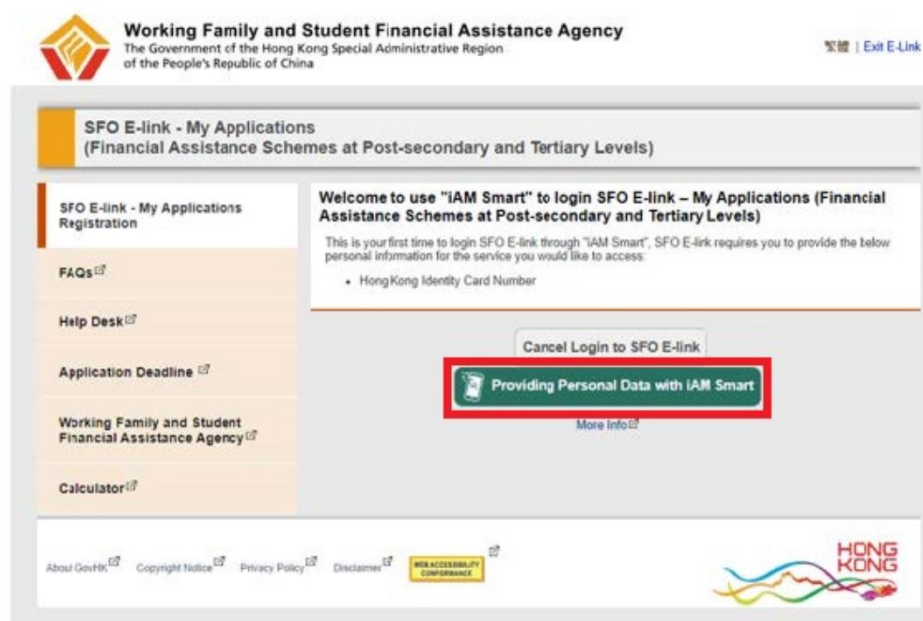 Working Family and Student Financial Assistance Agency
The Government of the Hong Kong Special Administrative Region
of the People's Republic of China
繁體 | Exit E-Link
SFO E-link - My Applications
(Financial Assistance Schemes at Post-secondary and Tertiary Levels)
SFO E-link - My Applications
Registration
FAQs
Help Desk
Application Deadline
Working Family and Student
Financial Assistance Agency
Calculator
Welcome to use "iAM Smart" to login SFO E-link – My Applications (Financial
Assistance Schemes at Post-secondary and Tertiary Levels)
This is your first time to login SFO E-link through "iAM Smart", SFO E-link requires you to provide the below
personal information for the service you would like to access:
• Hong Kong Identity Card Number
Cancel Login to SFO E-link
Providing Personal Data with iAM Smart
More Info
About GovHK Copyright Notice Privacy Policy Disclaimer
WEB ACCESSIBILITY
CONFORMANCE
HONG
KONG